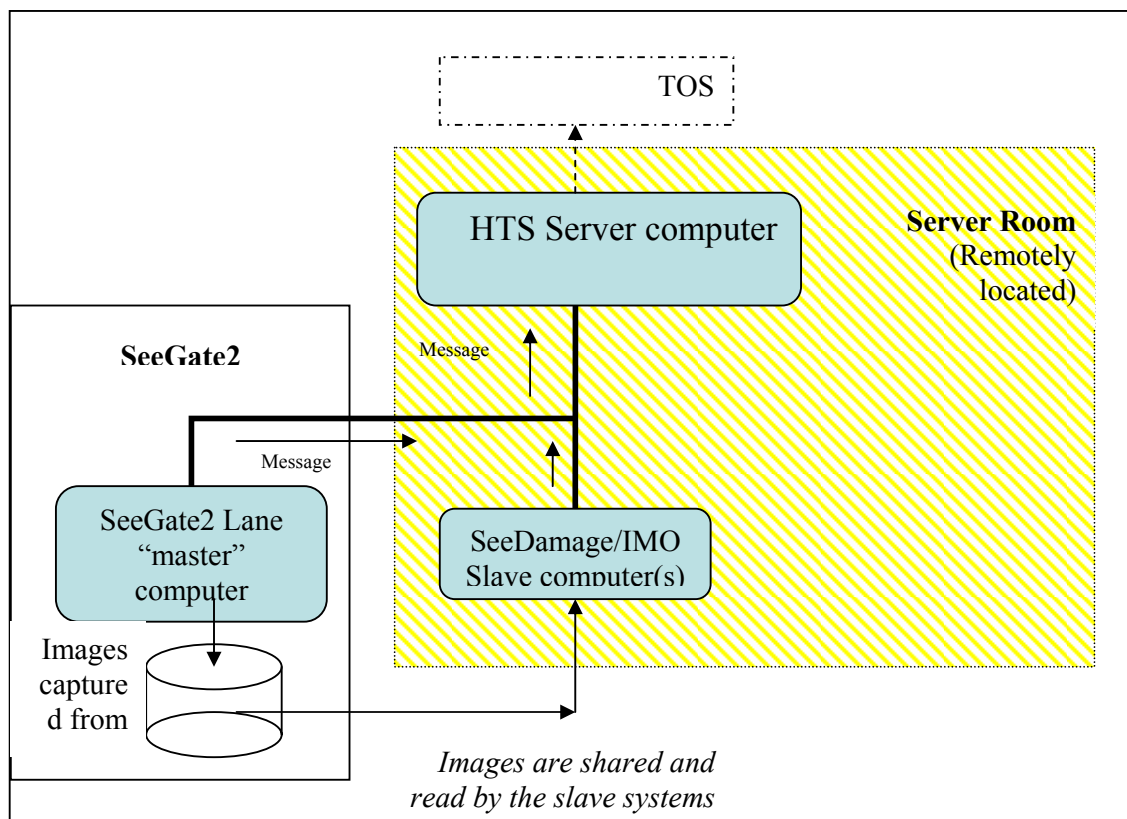 TOS
HTS Server computer
Server Room
(Remotely
located)
SeeGate2
Message
Message
SeeGate2 Lane
“master”
computer
SeeDamage/IMO
Slave computer(s)
Images
capture
d from
Images are shared and
read by the slave systems